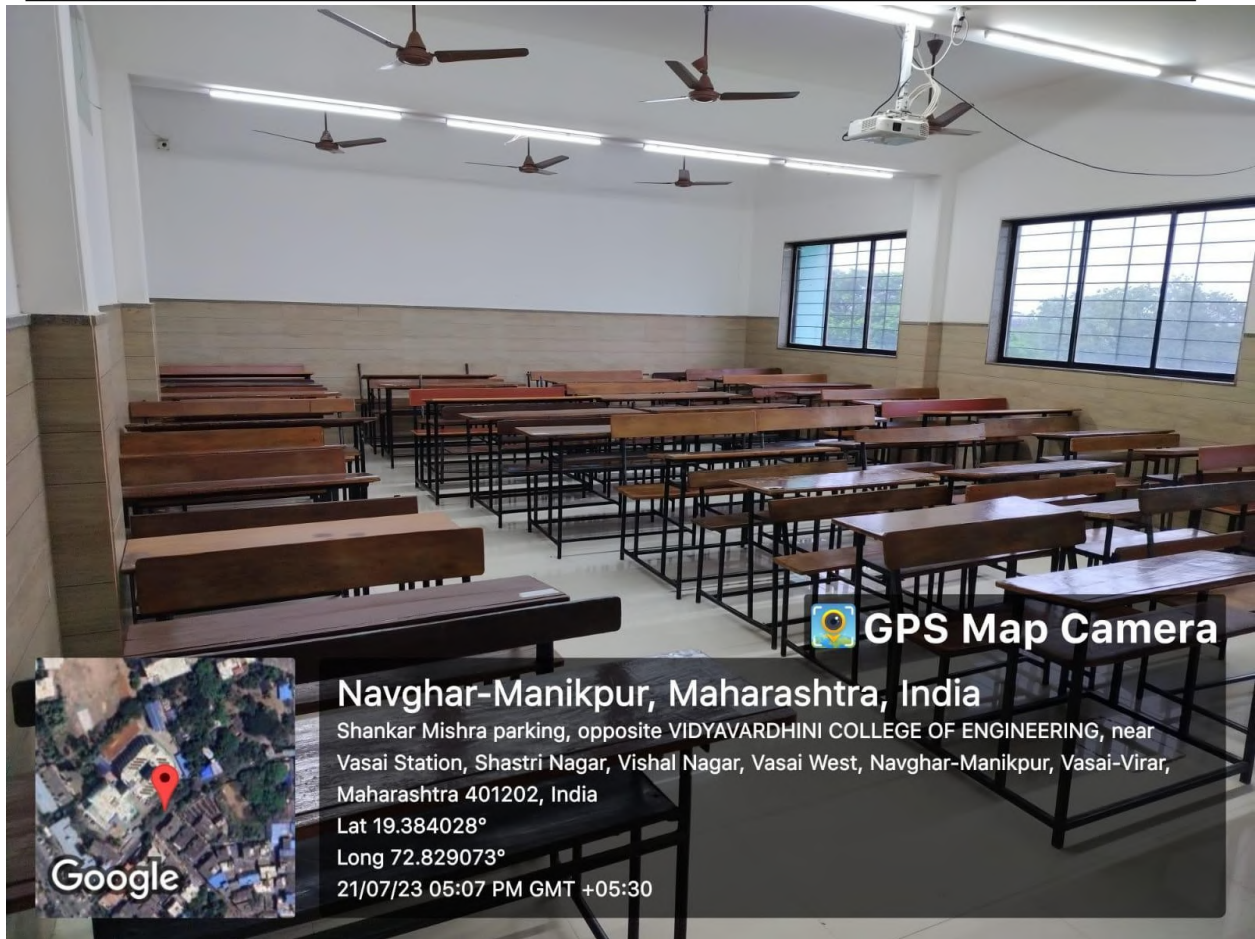 GPS Map Camera
Navghar-Manikpur, Maharashtra, India
Shankar Mishra parking, opposite VIDYAVARDHINI COLLEGE OF ENGINEERING, near
Vasai Station, Shastri Nagar, Vishal Nagar, Vasai West, Navghar-Manikpur, Vasai-Virar,
Maharashtra 401202, India
Lat 19.384028°
Long 72.829073°
21/07/23 05:07 PM GMT +05:30
Google